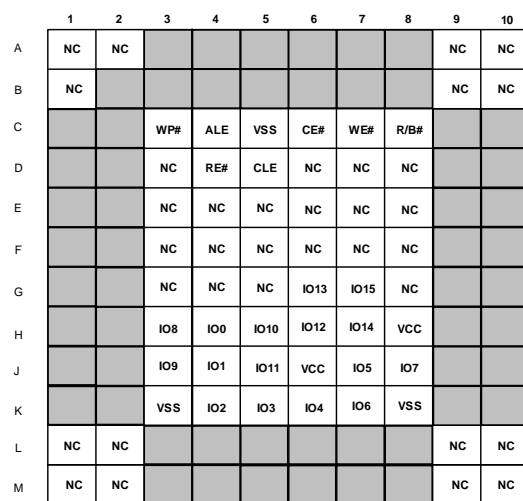 1 2 3 4 5 6 7 8 9 10
A NC NC NC NC
B NC NC NC
C WP# ALE VSS CE# WE# R/B#
D NC RE# CLE NC NC NC
E NC NC NC NC NC NC
F NC NC NC NC NC NC
G NC NC NC IO13 IO15 NC
H IO8 IO0 IO10 IO12 IO14 VCC
J IO9 IO1 IO11 VCC IO5 IO7
K VSS IO2 IO3 IO4 IO6 VSS
L NC NC NC NC
M NC NC NC NC